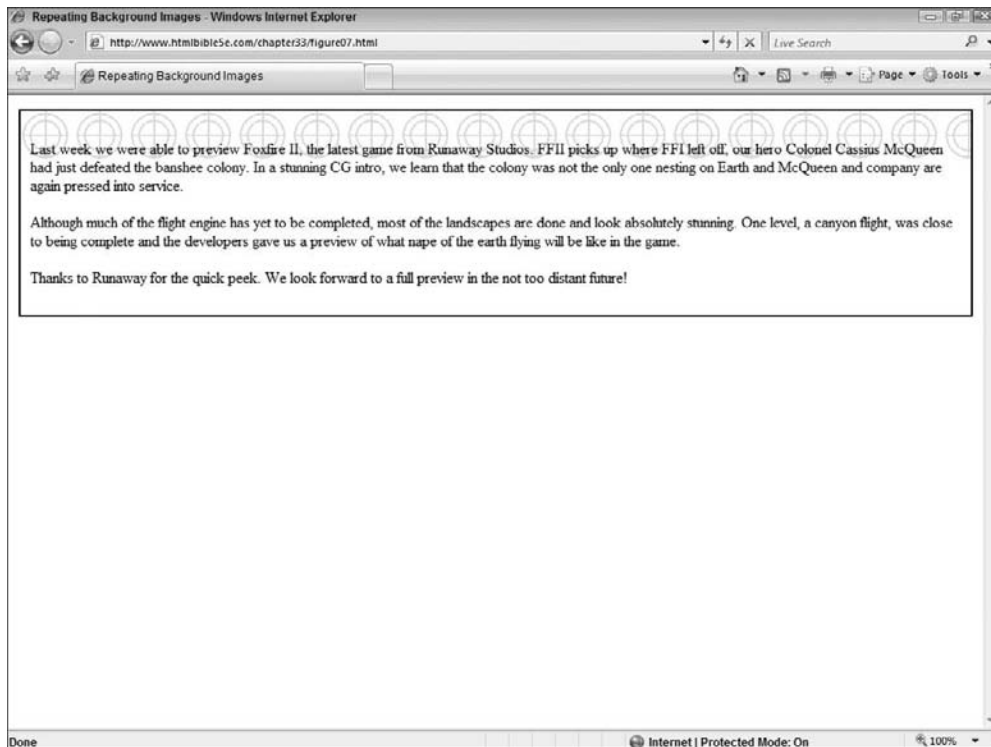 Repeating Background Images - Windows Internet Explorer
http://www.htmlbible5e.com/chapter33/figure07.html
Live Search
Repeating Background Images
Page
Tools
Last week we were able to preview Foxfire II, the latest game from Runaway Studios. FFII picks up where FFI left off, our hero Colonel Cassius McQueen
had just defeated the banshee colony. In a stunning CG intro, we learn that the colony was not the only one nesting on Earth and McQueen and company are
again pressed into service.
Although much of the flight engine has yet to be completed, most of the landscapes are done and look absolutely stunning. One level, a canyon flight, was close
to being complete and the developers gave us a preview of what nape of the earth flying will be like in the game.
Thanks to Runaway for the quick peek. We look forward to a full preview in the not too distant future!
Done
Internet | Protected Mode: On
100%